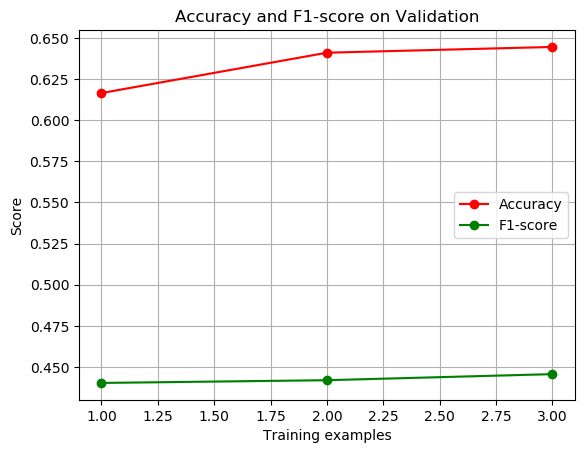 Accuracy and F1-score on Validation
0.650
0.625
0.600
0.575
0.550
0.525
0.500
0.475
0.450
Score
Accuracy
F1-score
1.00 1.25 1.50 1.75 2.00 2.25 2.50 2.75 3.00
Training examples